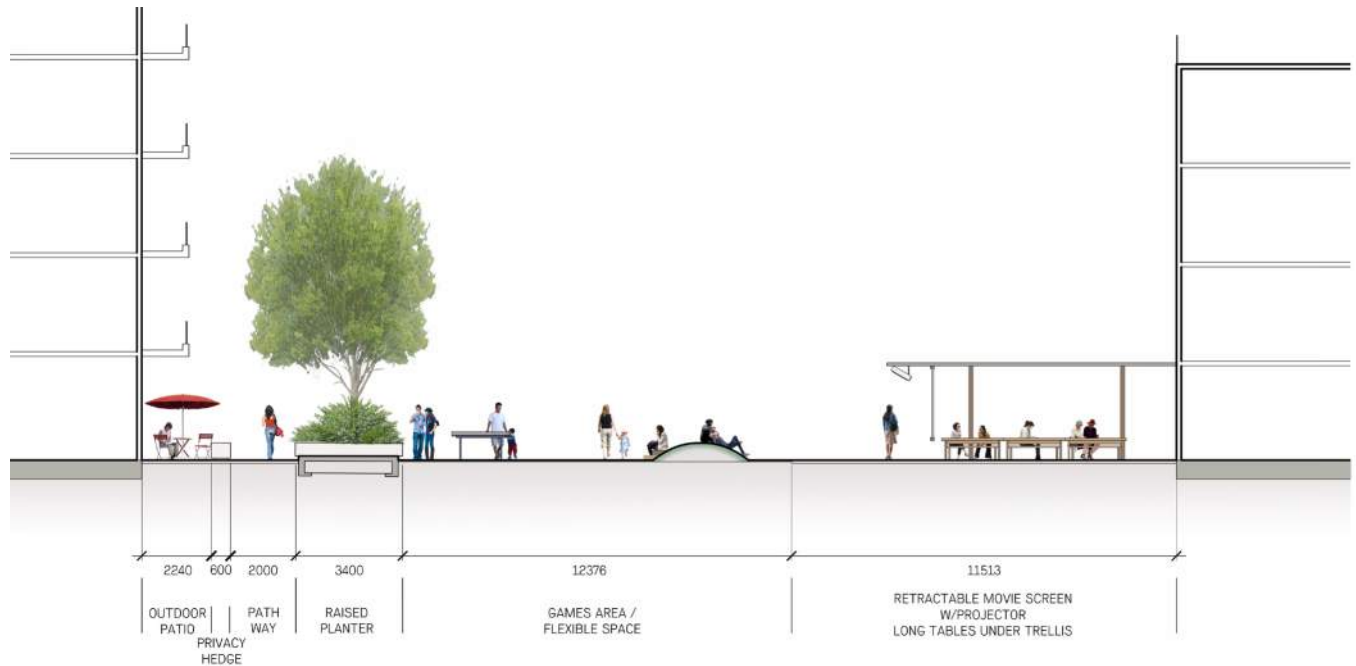 2240 600 2000 3400 12376 11513
OUTDOOR
PATIO
PRIVACY
HEDGE
PATH
WAY
RAISED
PLANTER
GAMES AREA /
FLEXIBLE SPACE
RETRACTABLE MOVIE SCREEN
W/PROJECTOR
LONG TABLES UNDER TRELLIS